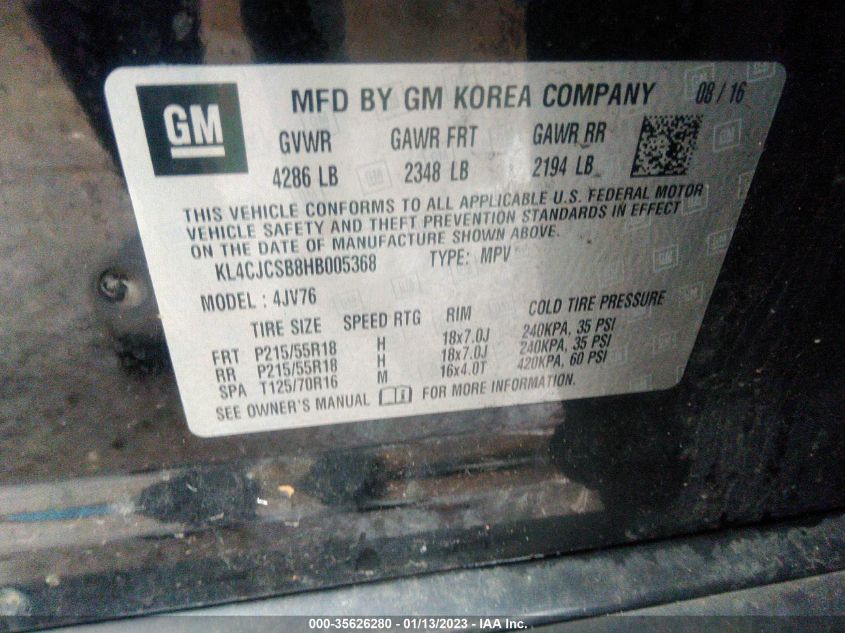 GM
MFD BY GM KOREA COMPANY 08/16
GVWR GAWR FRT GAWR RR
4286 LB 2348 LB 2194 LB
THIS VEHICLE CONFORMS TO ALL APPLICABLE U.S. FEDERAL MOTOR
VEHICLE SAFETY AND THEFT PREVENTION STANDARDS IN EFFECT
ON THE DATE OF MANUFACTURE SHOWN ABOVE.
KL4CJCSB8HB005368 TYPE: MPV
MODEL: 4JV76
TIRE SIZE SPEED RTG RIM COLD TIRE PRESSURE
FRT P215/55R18 H 18x7.0J 240KPA, 35 PSI
RR P215/55R18 H 18x7.0J 240KPA, 35 PSI
SPA T125/70R16 M 16x4.0T 420KPA, 60 PSI
SEE OWNER'S MANUAL FOR MORE INFORMATION.
000-35626280 - 01/13/2023 - IAA Inc.